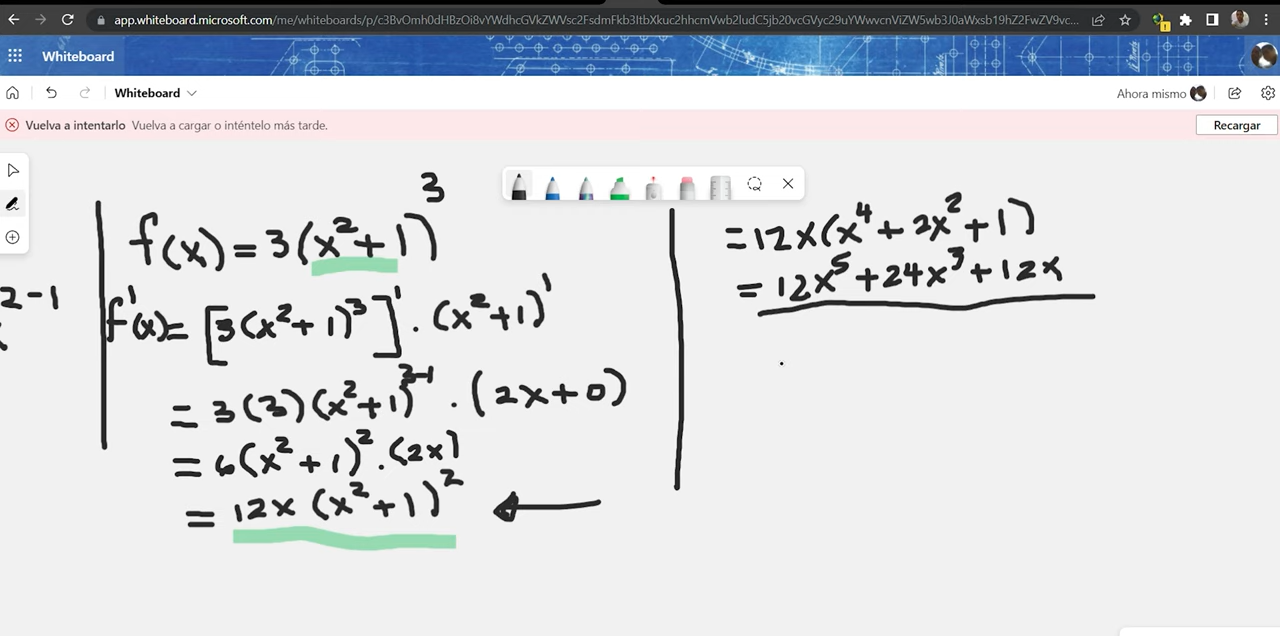 app.whiteboard.microsoft.com/me/whiteboards/p/c3BvOmh0dHBzOi8vYWdhcGVkZWVsc2FsdmFkb3ItbXkuc2hhcmVwb2ludC5jb20vcGVyc29uYWwvcnViZW5wb3J0aWxsb19hZ2FwZV9vc...
Whiteboard
Whiteboard
Ahora mismo
Vuelva a intentarlo Vuelva a cargar o inténtelo más tarde.
Recargar
2-1
f(x) = 3(x²+1)³
f'(x)= [3(x²+1)³]' . (x²+1)'
= 3(3)(x²+1)³⁻¹ . (2x+0)
= 6(x²+1)² . (2x)
= 12x (x²+1)²
=12x(x⁴+2x²+1)
= 12x⁵+24x³+12x